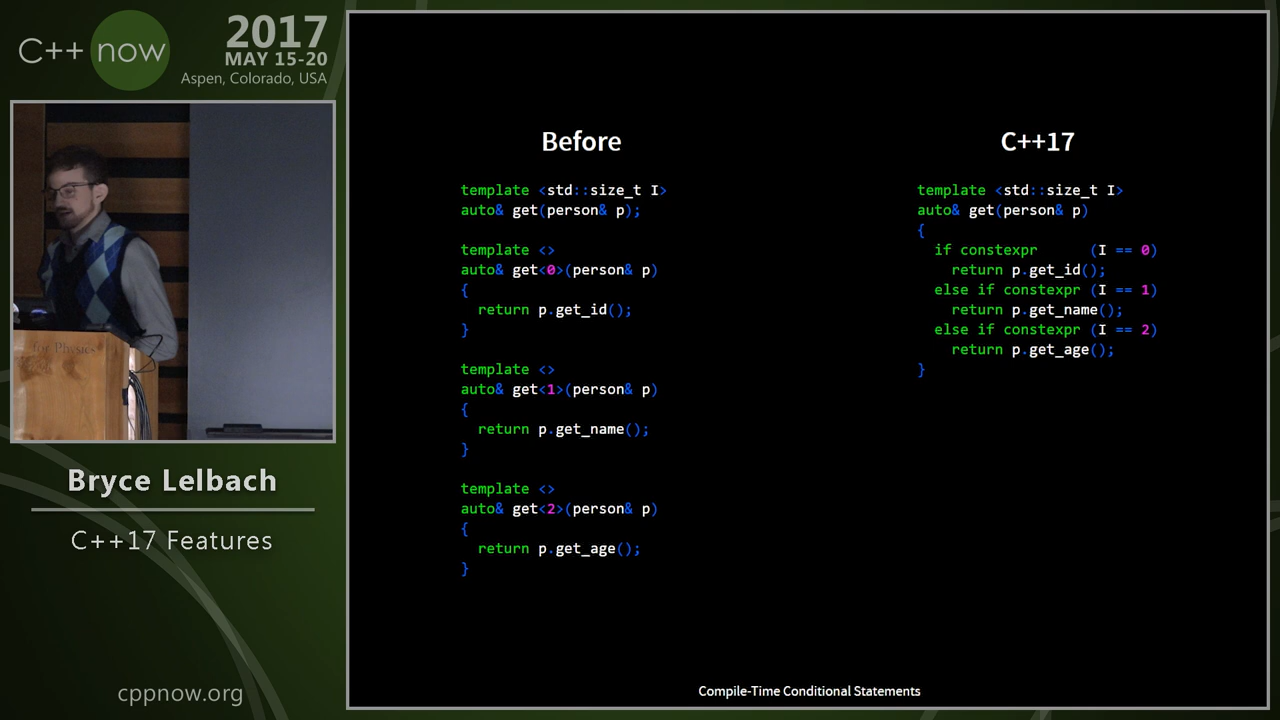 C++ now
2017
MAY 15-20
Aspen, Colorado, USA
for Physics
Bryce Lelbach
C++17 Features
cppnow.org
Before
template <std::size_t I>
auto& get(person& p);
template <>
auto& get<0>(person& p)
{
  return p.get_id();
}
template <>
auto& get<1>(person& p)
{
  return p.get_name();
}
template <>
auto& get<2>(person& p)
{
  return p.get_age();
}
C++17
template <std::size_t I>
auto& get(person& p)
{
  if constexpr      (I == 0)
    return p.get_id();
  else if constexpr (I == 1)
    return p.get_name();
  else if constexpr (I == 2)
    return p.get_age();
}
Compile-Time Conditional Statements